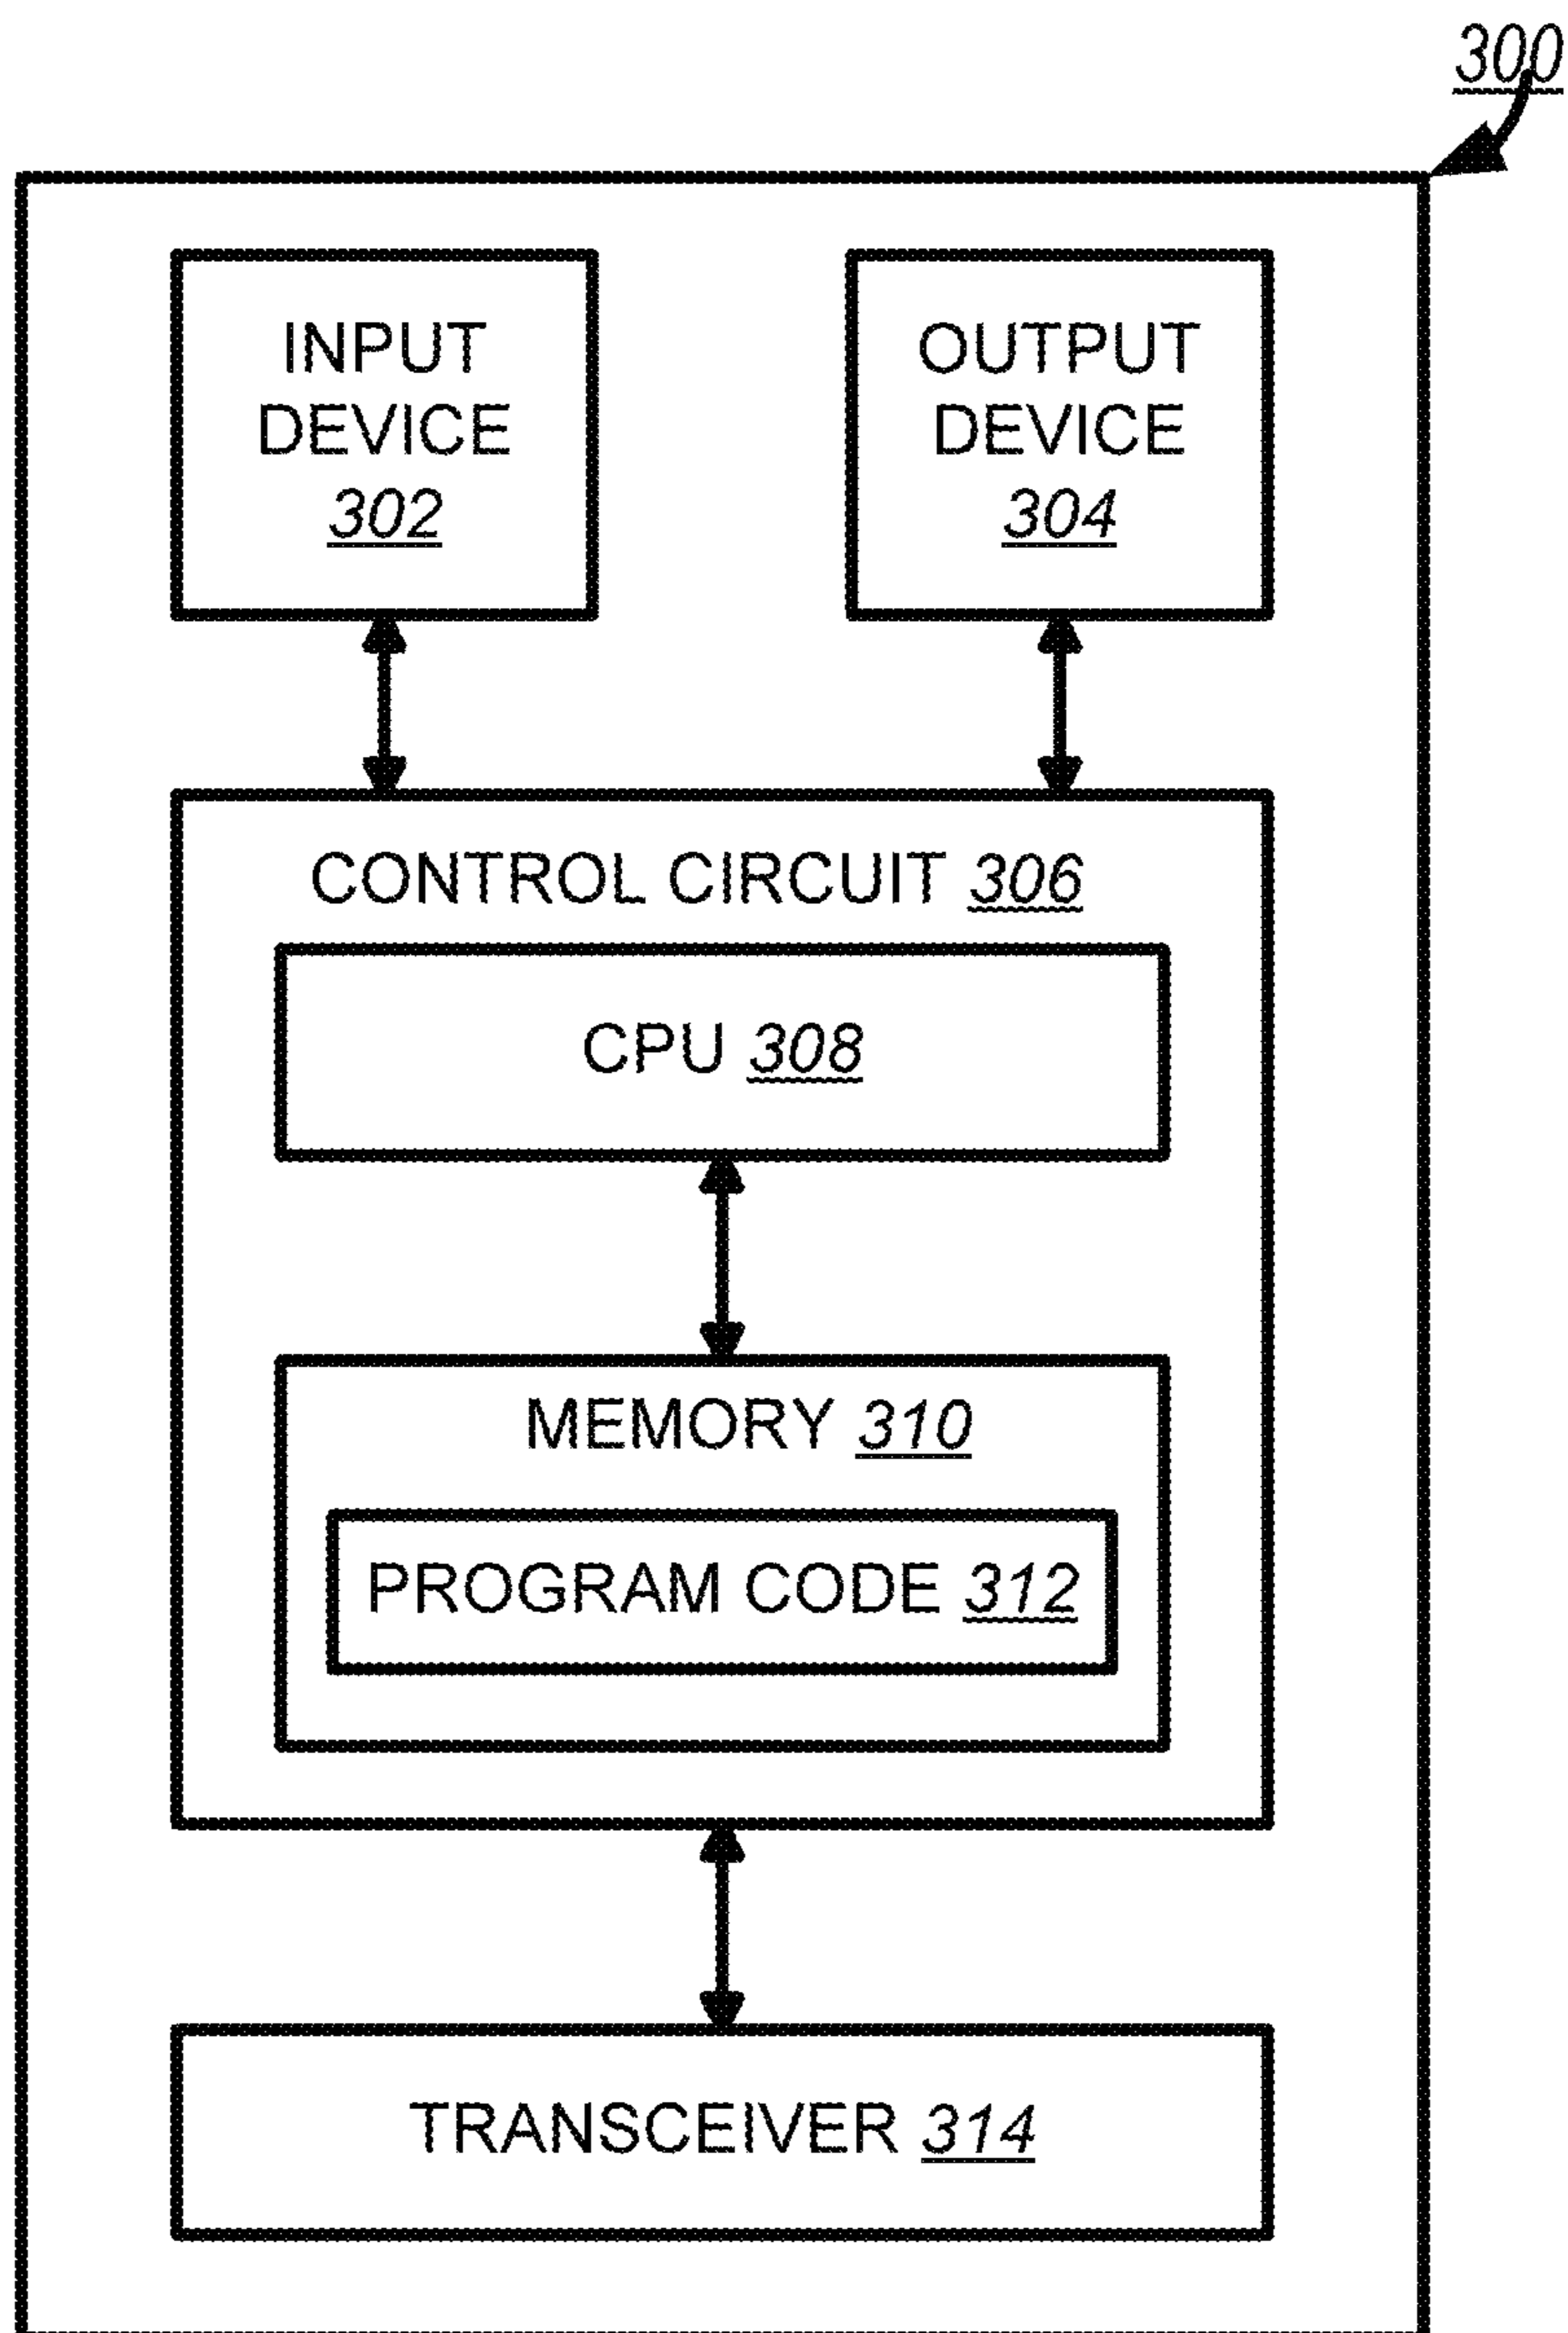 300
INPUT
DEVICE
302
OUTPUT
DEVICE
304
CONTROL CIRCUIT 306
CPU 308
MEMORY 310
PROGRAM CODE 312
TRANSCEIVER 314